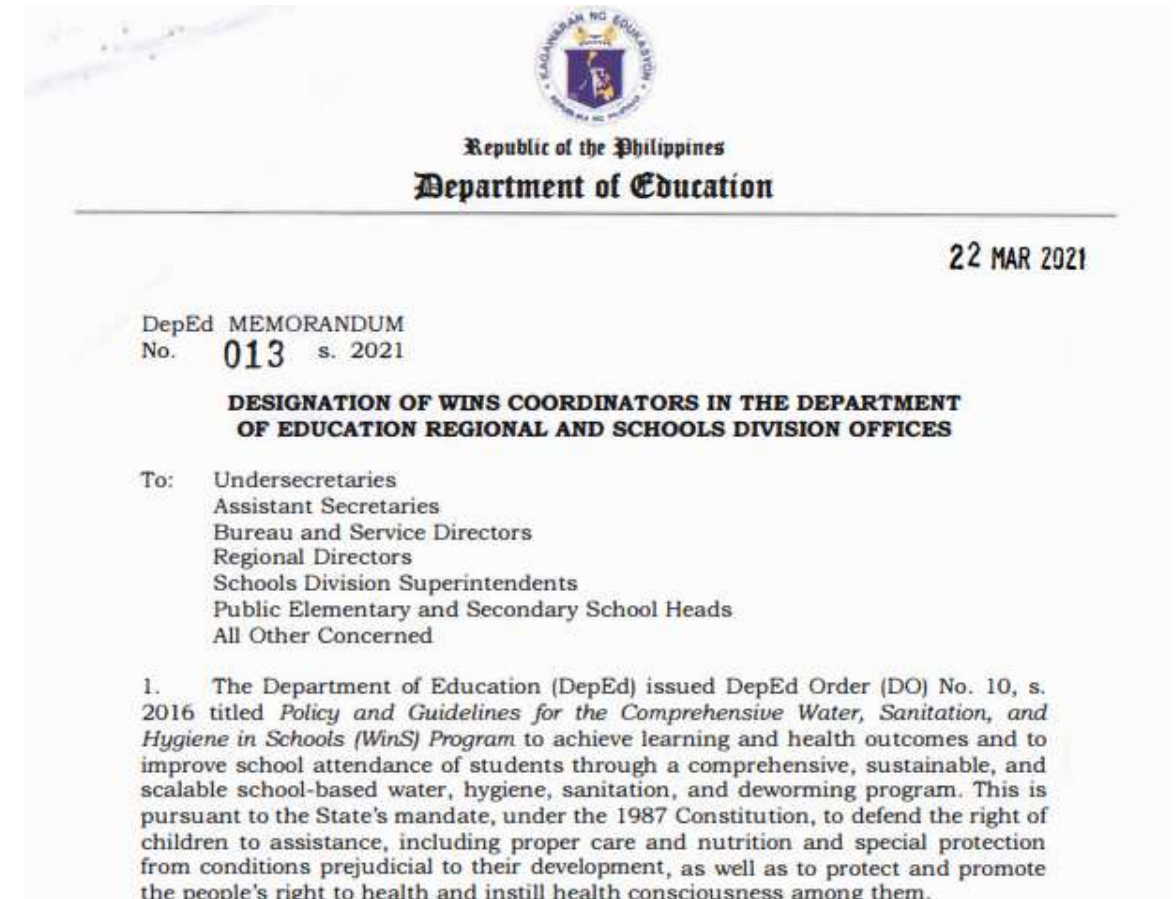 KAGAWARAN NG EDUKASYON
REPUBLIKA NG PILIPINAS
Republic of the Philippines
Department of Education
22 MAR 2021
DepEd MEMORANDUM
No. 013 s. 2021
DESIGNATION OF WINS COORDINATORS IN THE DEPARTMENT
OF EDUCATION REGIONAL AND SCHOOLS DIVISION OFFICES
To: Undersecretaries
Assistant Secretaries
Bureau and Service Directors
Regional Directors
Schools Division Superintendents
Public Elementary and Secondary School Heads
All Other Concerned
1. The Department of Education (DepEd) issued DepEd Order (DO) No. 10, s.
2016 titled Policy and Guidelines for the Comprehensive Water, Sanitation, and
Hygiene in Schools (WinS) Program to achieve learning and health outcomes and to
improve school attendance of students through a comprehensive, sustainable, and
scalable school-based water, hygiene, sanitation, and deworming program. This is
pursuant to the State's mandate, under the 1987 Constitution, to defend the right of
children to assistance, including proper care and nutrition and special protection
from conditions prejudicial to their development, as well as to protect and promote
the people's right to health and instill health consciousness among them.